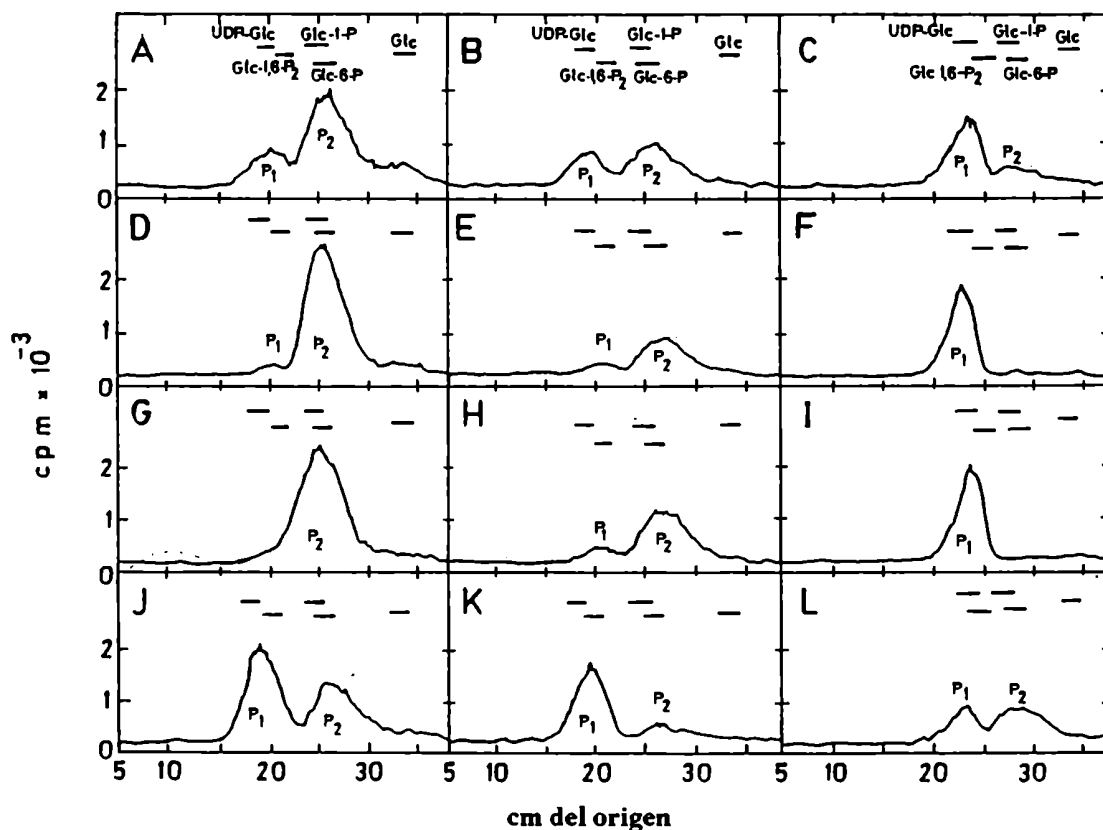 A
UDP-Glc Glc-1-P Glc
Glc-1,6-P2 Glc-6-P
P1 P2
B
UDP-Glc Glc-1-P Glc
Glc-1,6-P2 Glc-6-P
P1 P2
C
UDP-Glc Glc-1-P Glc
Glc 1,6-P2 Glc-6-P
P1 P2
2
1
0
D
P1 P2
E
P1 P2
F
P1
2
1
0
G
P2
H
P1 P2
I
P1
2
1
0
J
P1 P2
K
P1 P2
L
P1 P2
2
1
0
cpm × 10-3
5 10 20 30 5 10 20 30 5 10 20 30
cm del origen